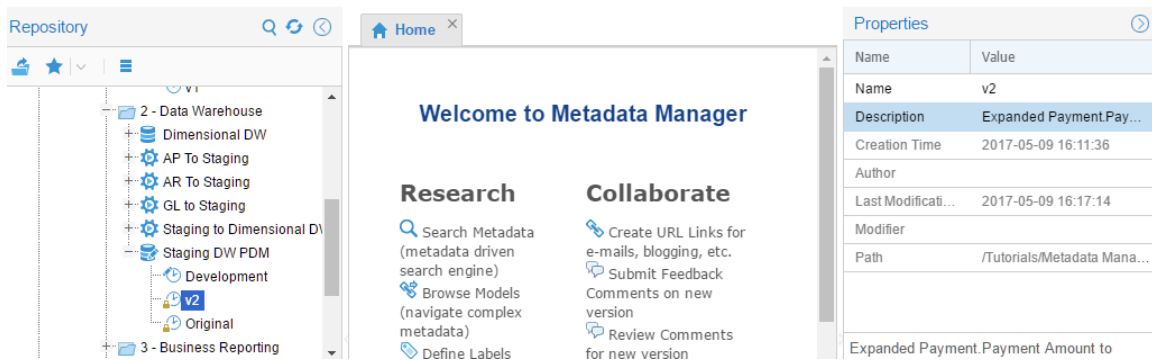 Repository
V1
2 - Data Warehouse
Dimensional DW
AP To Staging
AR To Staging
GL to Staging
Staging to Dimensional
Staging DW PDM
Development
v2
Original
3 - Business Reporting
Home
Welcome to Metadata Manager
Research
Search Metadata
(metadata driven
search engine)
Browse Models
(navigate complex
metadata)
Define Labels
Collaborate
Create URL Links for
e-mails, blogging, etc.
Submit Feedback
Comments on new
version
Review Comments
for new version
Properties
Name Value
Name v2
Description Expanded Payment.Pay...
Creation Time 2017-05-09 16:11:36
Author
Last Modificati... 2017-05-09 16:17:14
Modifier
Path /Tutorials/Metadata Mana...
Expanded Payment.Payment Amount to